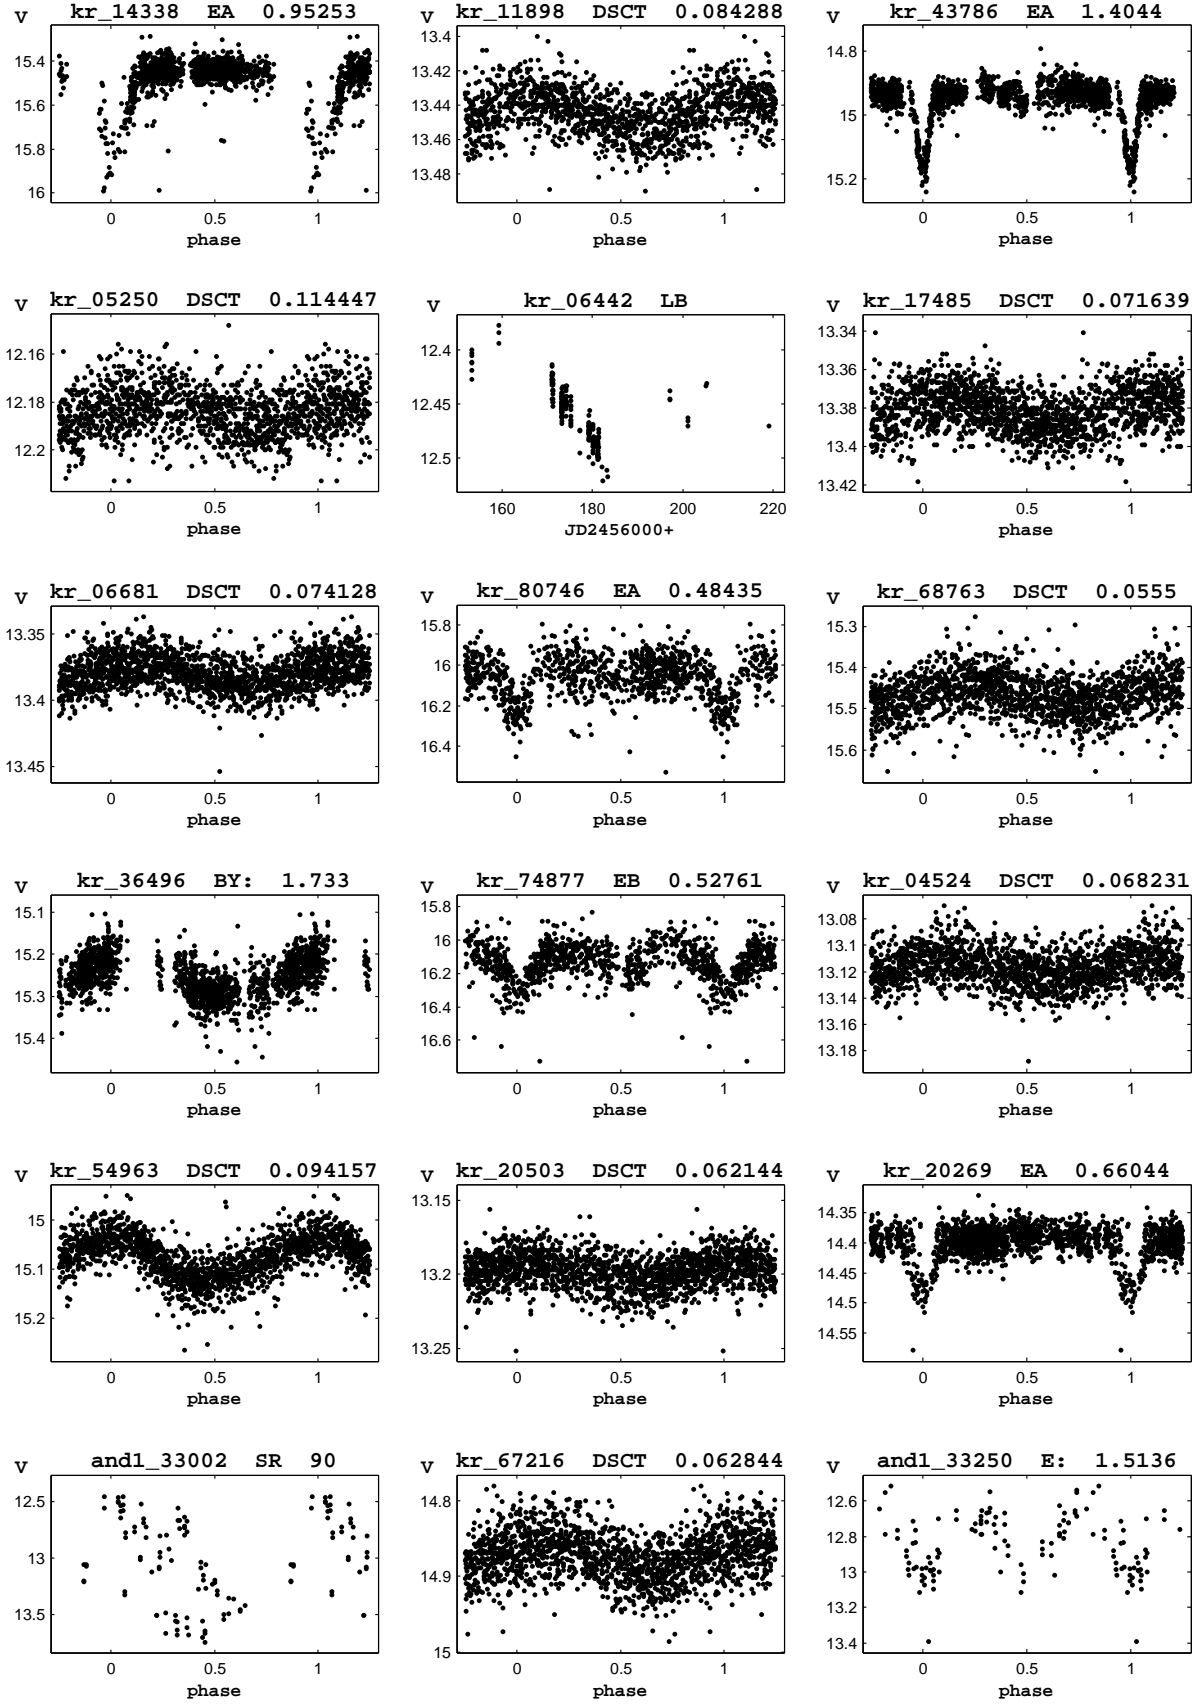 V kr_14338 EA 0.95253
15.4
15.6
15.8
16
0 0.5 1
phase
V kr_11898 DSCT 0.084288
13.4
13.42
13.44
13.46
13.48
0 0.5 1
phase
V kr_43786 EA 1.4044
14.8
15
15.2
0 0.5 1
phase
V kr_05250 DSCT 0.114447
12.16
12.18
12.2
0 0.5 1
phase
V kr_06442 LB
12.4
12.45
12.5
160 180 200 220
JD2456000+
V kr_17485 DSCT 0.071639
13.34
13.36
13.38
13.4
13.42
0 0.5 1
phase
V kr_06681 DSCT 0.074128
13.35
13.4
13.45
0 0.5 1
phase
V kr_80746 EA 0.48435
15.8
16
16.2
16.4
0 0.5 1
phase
V kr_68763 DSCT 0.0555
15.3
15.4
15.5
15.6
0 0.5 1
phase
V kr_36496 BY: 1.733
15.1
15.2
15.3
15.4
0 0.5 1
phase
V kr_74877 EB 0.52761
15.8
16
16.2
16.4
16.6
0 0.5 1
phase
V kr_04524 DSCT 0.068231
13.08
13.1
13.12
13.14
13.16
13.18
0 0.5 1
phase
V kr_54963 DSCT 0.094157
15
15.1
15.2
0 0.5 1
phase
V kr_20503 DSCT 0.062144
13.15
13.2
13.25
0 0.5 1
phase
V kr_20269 EA 0.66044
14.35
14.4
14.45
14.5
14.55
0 0.5 1
phase
V and1_33002 SR 90
12.5
13
13.5
0 0.5 1
phase
V kr_67216 DSCT 0.062844
14.8
14.9
15
0 0.5 1
phase
V and1_33250 E: 1.5136
12.6
12.8
13
13.2
13.4
0 0.5 1
phase